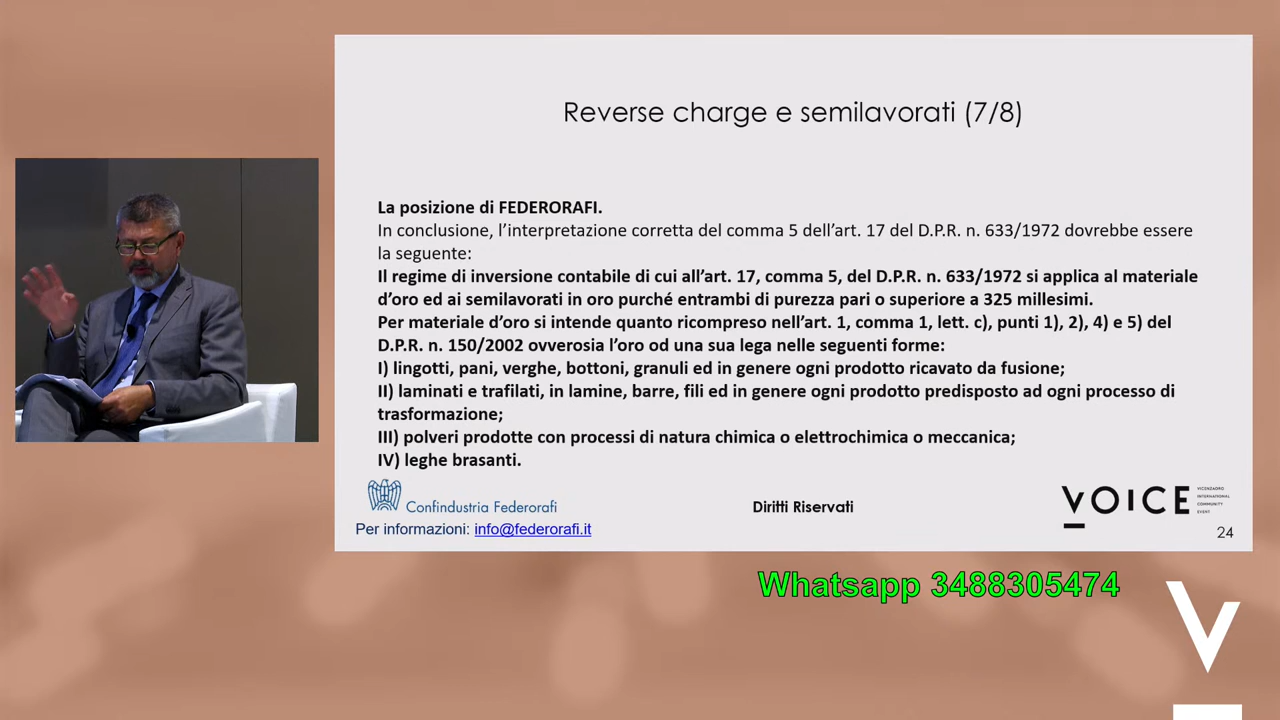 Reverse charge e semilavorati (7/8)
La posizione di FEDERORAFI.
In conclusione, l'interpretazione corretta del comma 5 dell'art. 17 del D.P.R. n. 633/1972 dovrebbe essere
la seguente:
Il regime di inversione contabile di cui all'art. 17, comma 5, del D.P.R. n. 633/1972 si applica al materiale
d'oro ed ai semilavorati in oro purché entrambi di purezza pari o superiore a 325 millesimi.
Per materiale d'oro si intende quanto ricompreso nell'art. 1, comma 1, lett. c), punti 1), 2), 4) e 5) del
D.P.R. n. 150/2002 ovverosia l'oro od una sua lega nelle seguenti forme:
I) lingotti, pani, verghe, bottoni, granuli ed in genere ogni prodotto ricavato da fusione;
II) laminati e trafilati, in lamine, barre, fili ed in genere ogni prodotto predisposto ad ogni processo di
trasformazione;
III) polveri prodotte con processi di natura chimica o elettrochimica o meccanica;
IV) leghe brasanti.
Confindustria Federorafi
Per informazioni: info@federorafi.it
Diritti Riservati
VOICE
VICENZAORO
INTERNATIONAL
COMMUNITY
EVENT
24
Whatsapp 3488305474
V